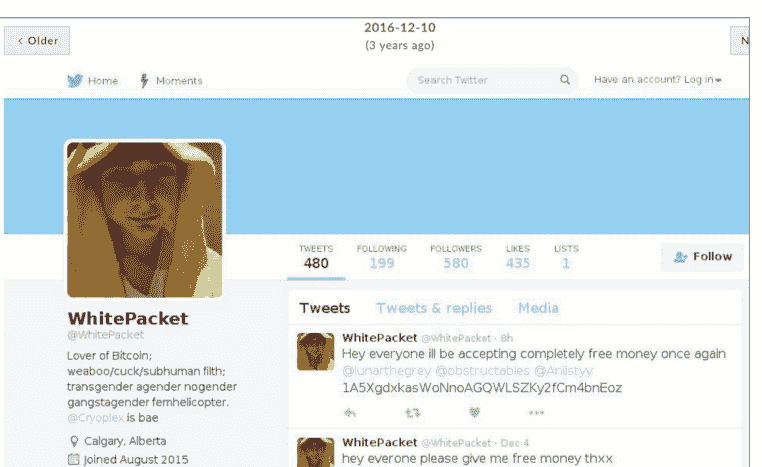 2016-12-10
< Older
(3 years ago)
N
Home Moments Search Twitter Have an account? Log in
TWEETS FOLLOWING FOLLOWERS LIKES LISTS
480 199 580 435 1
Follow
Tweets Tweets & replies Media
WhitePacket
@WhitePacket
Lover of Bitcoin;
weaboo/cuck/subhuman filth;
transgender agender nogender
gangstagender femhelicopter.
@Cryoplex is bae
Calgary, Alberta
Joined August 2015
WhitePacket @WhitePacket · 8h
Hey everyone ill be accepting completely free money once again
@lunarthegrey @obstructables @Aniistyy
1A5XgdxkasWoNnoAGQWLSZKy2fCm4bnEoz
WhitePacket @WhitePacket · Dec 4
hey everone please give me free money thxx